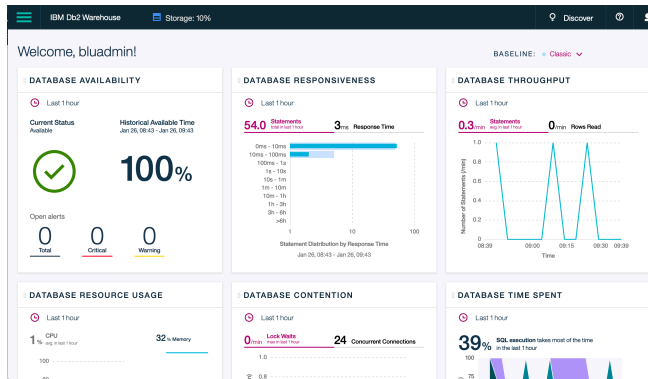 IBM Db2 Warehouse
Storage: 10%
Discover
Welcome, bluadmin!
BASELINE: Classic
DATABASE AVAILABILITY
Last 1 hour
Current Status
Available
Historical Available Time
Jan 26, 08:43 - Jan 26, 09:43
100%
Open alerts
0 0 0
Total Critical Warning
DATABASE RESPONSIVENESS
Last 1 hour
54.0 Statements
total in last 1 hour
3ms Response Time
0ms - 10ms
10ms - 100ms
100ms - 1s
1s - 10s
10s - 1m
1m - 10m
10m - 1h
1h - 3h
3h - 6h
>6h
1 10 100
Statement Distribution by Response Time
Jan 26, 08:43 - Jan 26, 09:43
DATABASE THROUGHPUT
Last 1 hour
0.3/min Statements
avg. in last 1 hour
0/min Rows Read
Number of Statements (/min)
1.0
0.8
0.6
0.4
0.2
0
08:39 09:00 09:15 09:30 09:39
Time
DATABASE RESOURCE USAGE
Last 1 hour
1% CPU
avg. in last 1 hour
32% Memory
100
DATABASE CONTENTION
Last 1 hour
0/min Lock Waits
max in last 1 hour
24 Concurrent Connections
1.0
0.8
DATABASE TIME SPENT
Last 1 hour
39% SQL execution takes most of the time
in the last 1 hour
100
75